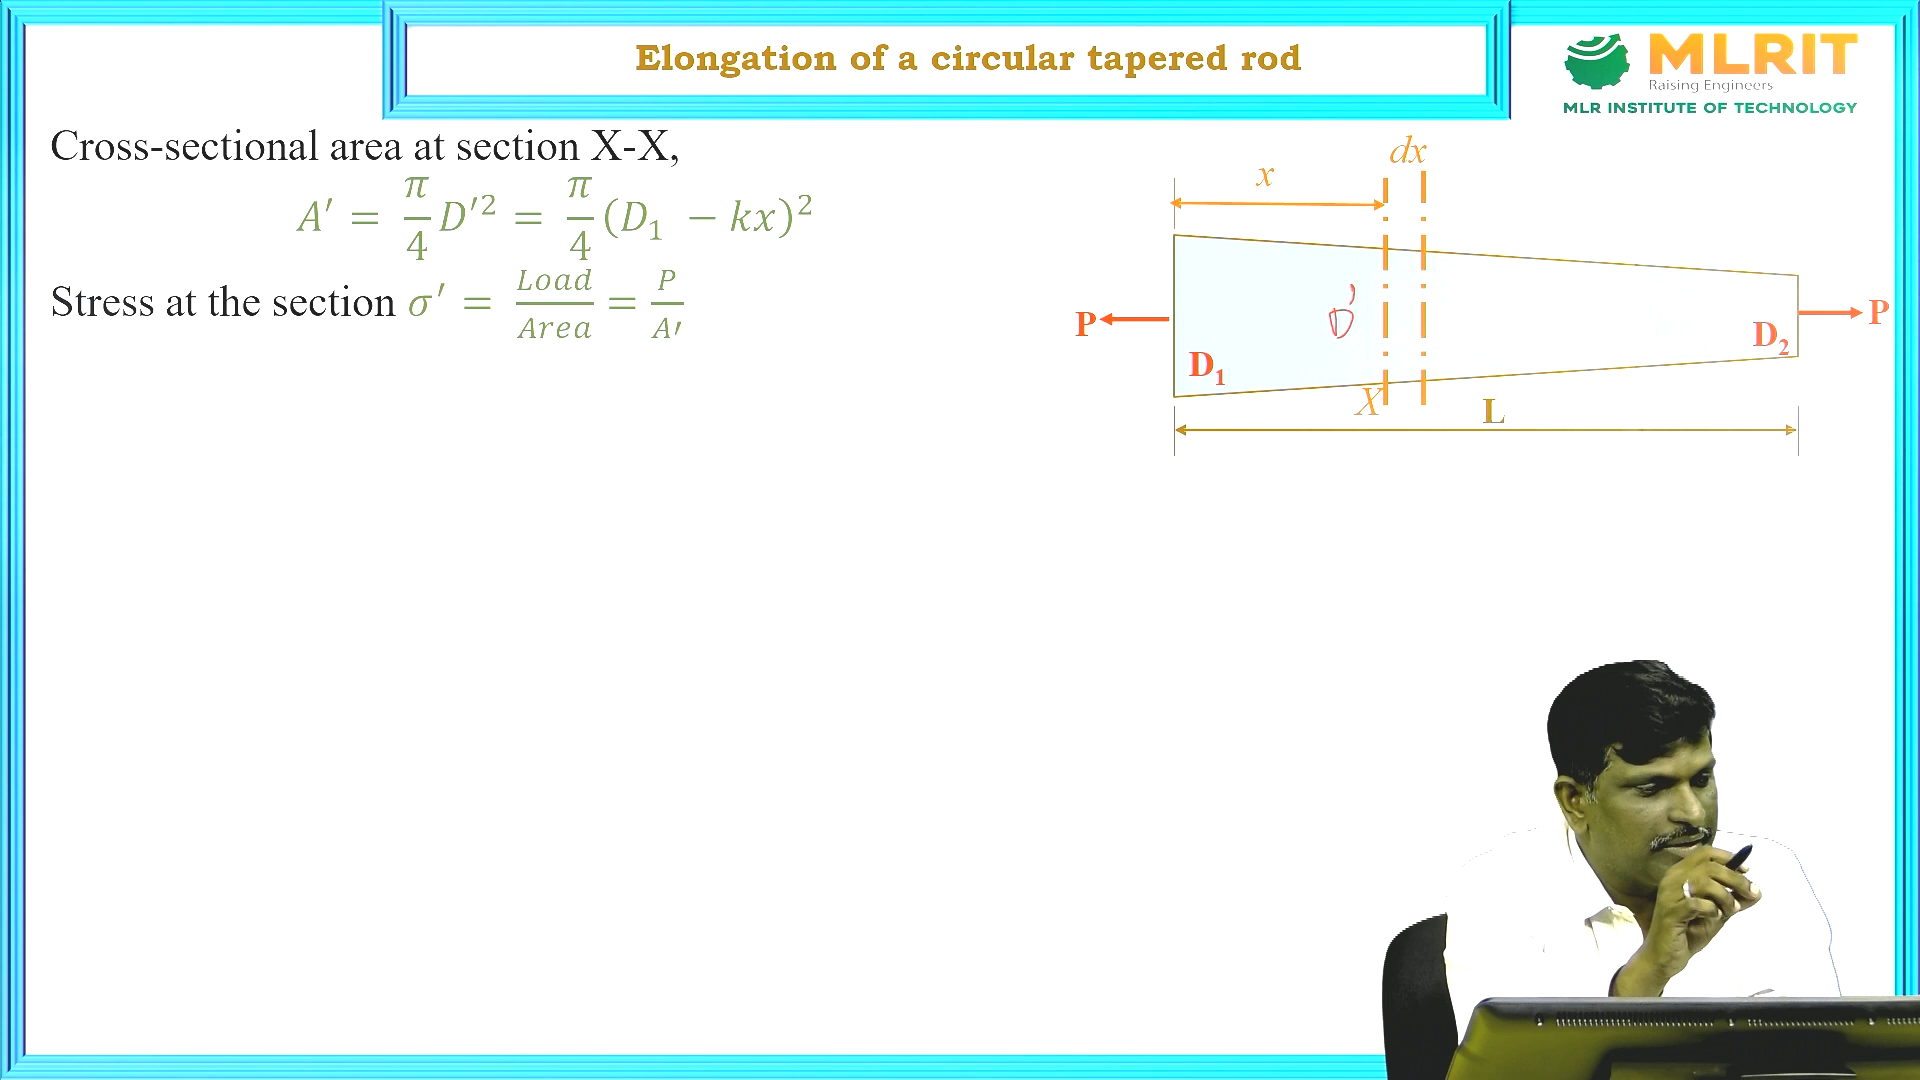 Elongation of a circular tapered rod
MLRIT
Raising Engineers
MLR INSTITUTE OF TECHNOLOGY
Cross-sectional area at section X-X,
A′ = π/4 D′² = π/4 (D₁ − kx)²
Stress at the section σ′ = Load/Area = P/A′
dx
x
D'
P
P
D₁
D₂
X
L